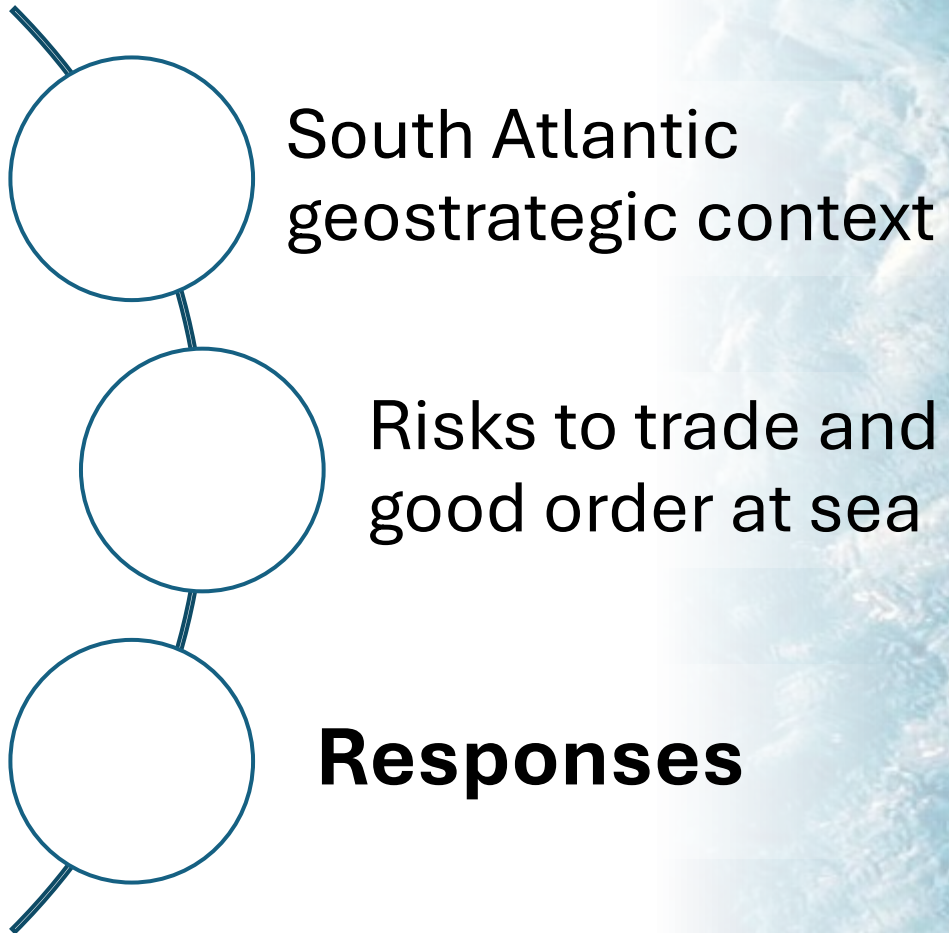 South Atlantic
geostrategic context
Risks to trade and
good order at sea
Responses